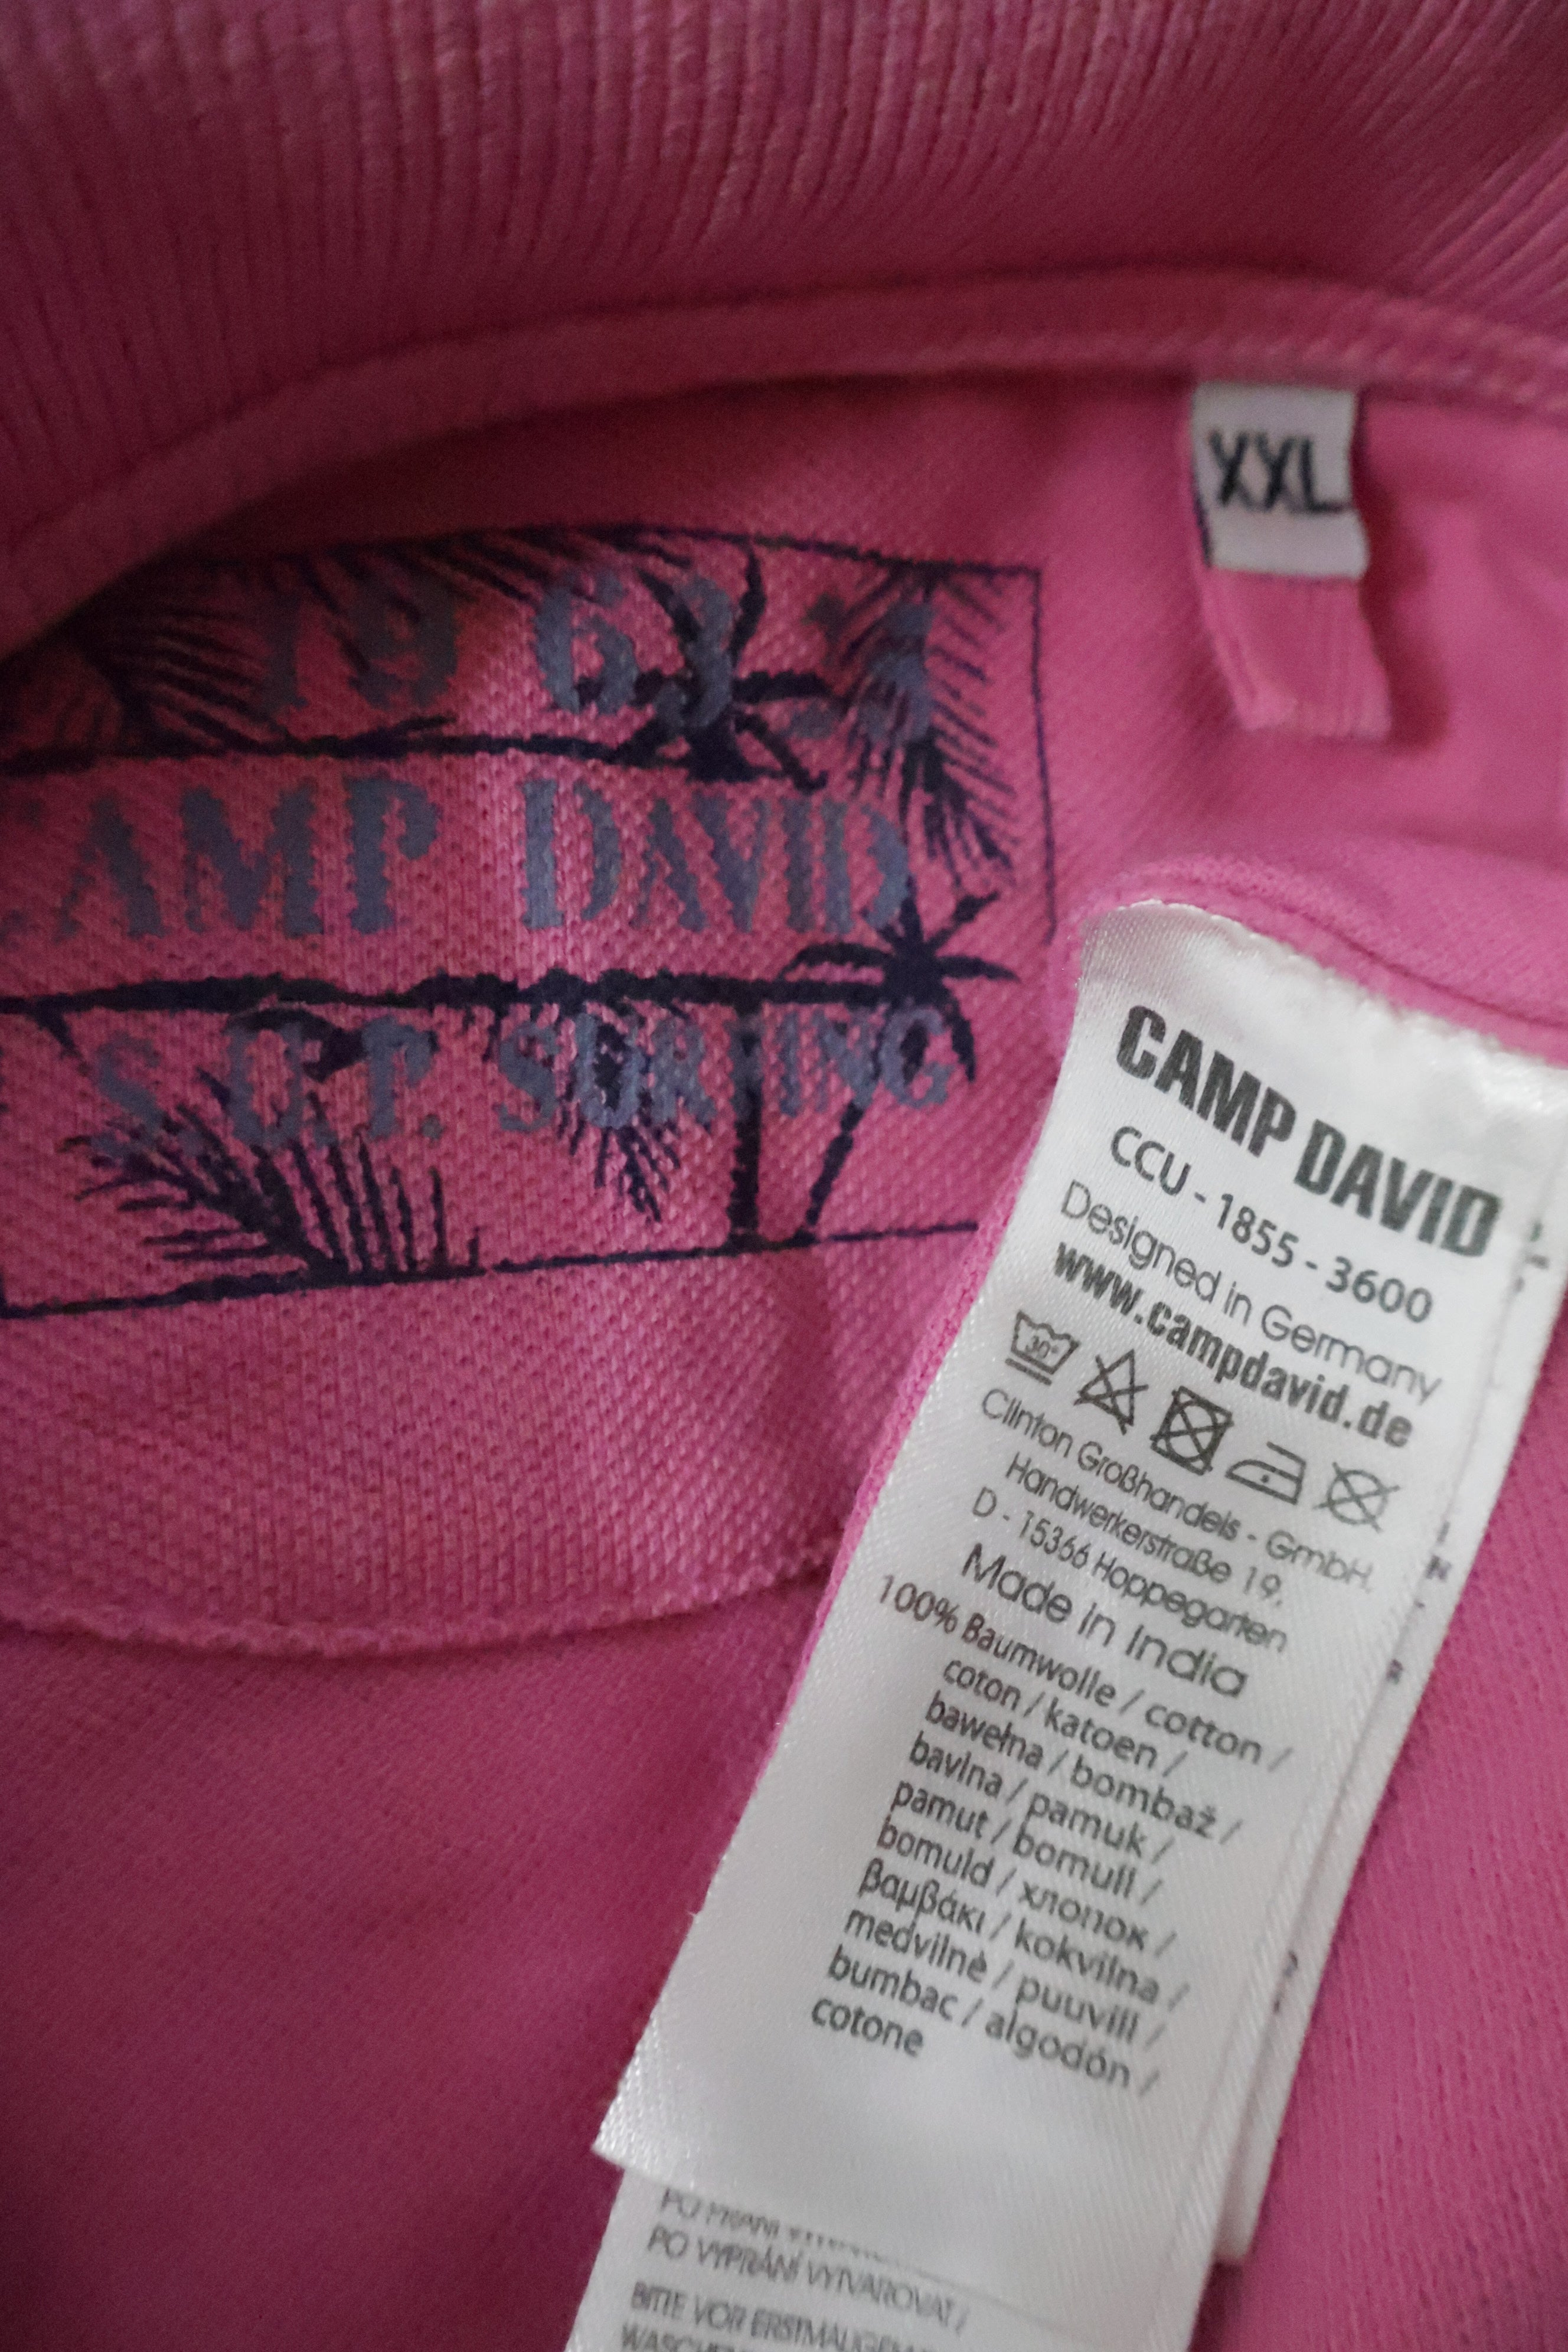 XXL
19 63
CAMP DAVID
S.U.P. SURFING
CAMP DAVID
CCU - 1855 - 3600
Designed in Germany
www.campdavid.de
30°
Clinton Großhandels - GmbH.
Handwerkerstraße 19.
D - 15366 Hoppegarten
Made in India
100% Baumwolle / cotton /
coton / katoen /
bawełna / bombaž /
bavlna / pamuk /
pamut / bomull /
bomuld / хлопок /
βαμβάκι / kokvilna /
medvilnė / puuvill /
bumbac / algodón /
cotone
PO VYPRÁNÍ VYTVAROVAT /
BITTE VOR